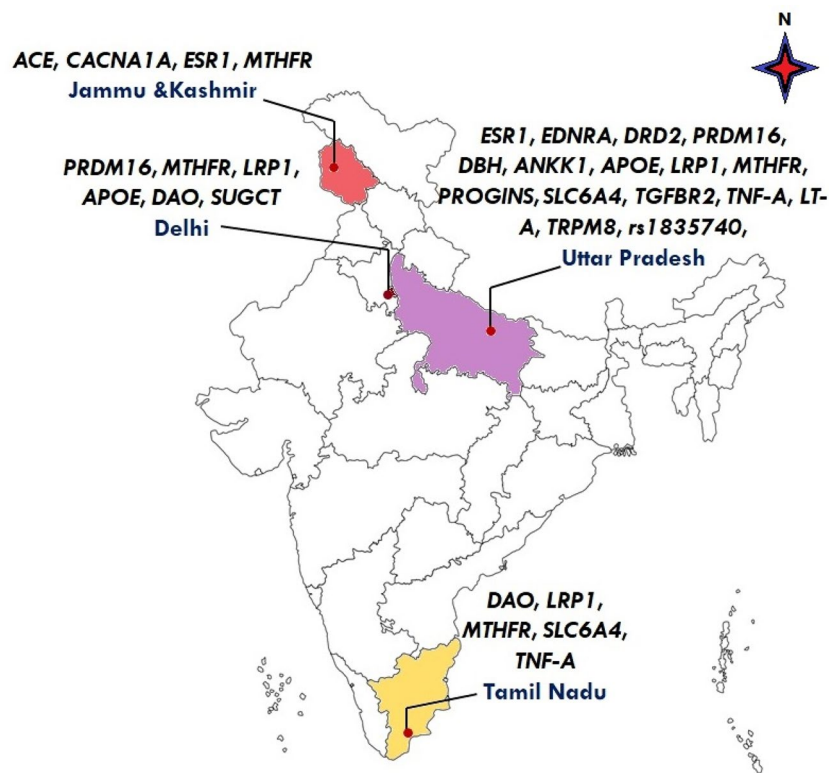 N
ACE, CACNA1A, ESR1, MTHFR
Jammu &Kashmir
ESR1, EDNRA, DRD2, PRDM16,
DBH, ANKK1, APOE, LRP1, MTHFR,
PROGINS, SLC6A4, TGFBR2, TNF-A, LT-
A, TRPM8, rs1835740,
Uttar Pradesh
PRDM16, MTHFR, LRP1,
APOE, DAO, SUGCT
Delhi
DAO, LRP1,
MTHFR, SLC6A4,
TNF-A
Tamil Nadu